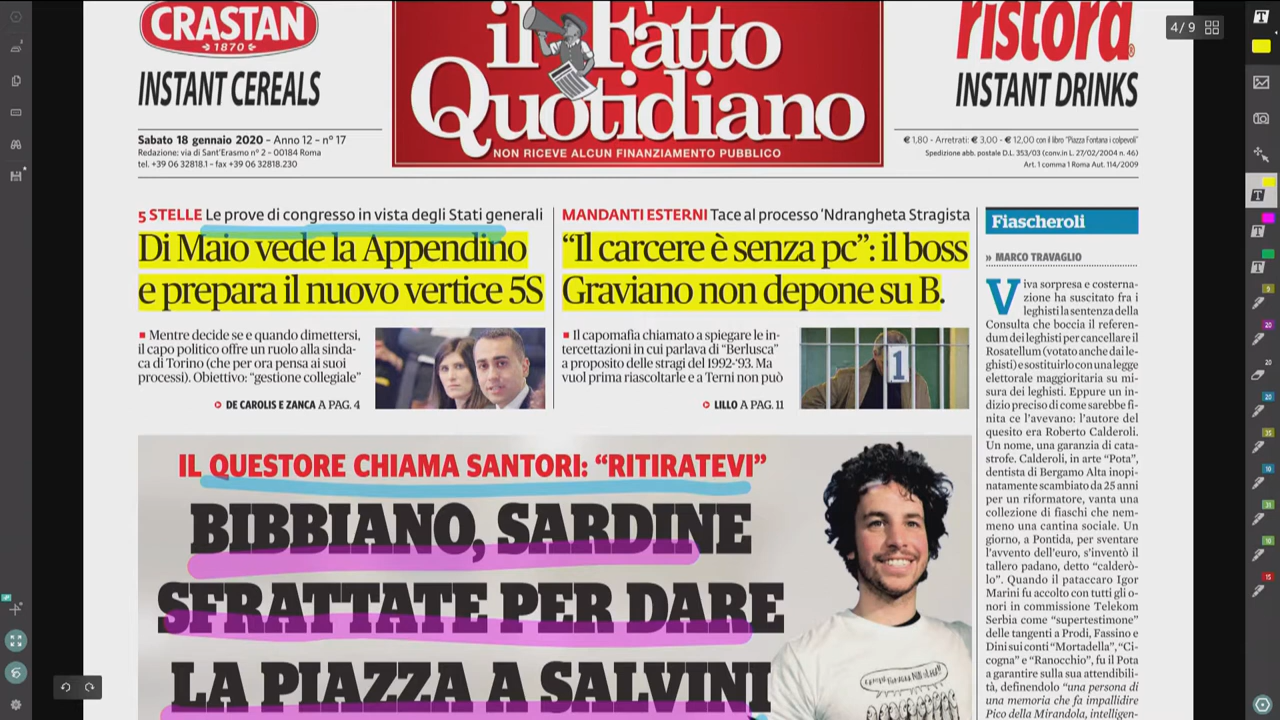 4/9
CRASTAN
1870
INSTANT CEREALS
il Fatto
Quotidiano
NON RICEVE ALCUN FINANZIAMENTO PUBBLICO
ristora
INSTANT DRINKS
Sabato 18 gennaio 2020 – Anno 12 – n° 17
Redazione: via di Sant'Erasmo n° 2 – 00184 Roma
tel. +39 06 32818.1 – fax +39 06 32818.230
€ 1,80 – Arretrati: € 3,00 – € 12,00 con il libro "Piazza Fontana i colpevoli"
Spedizione abb. postale D.L. 353/03 (conv.in L. 27/02/2004 n. 46)
Art. 1 comma 1 Roma Aut. 114/2009
5 STELLE Le prove di congresso in vista degli Stati generali
Di Maio vede la Appendino
e prepara il nuovo vertice 5S
▪ Mentre decide se e quando dimettersi,
il capo politico offre un ruolo alla sinda-
ca di Torino (che per ora pensa ai suoi
processi). Obiettivo: “gestione collegiale”
DE CAROLIS E ZANCA A PAG. 4
MANDANTI ESTERNI Tace al processo ’Ndrangheta Stragista
“Il carcere è senza pc”: il boss
Graviano non depone su B.
▪ Il capomafia chiamato a spiegare le in-
tercettazioni in cui parlava di “Berlusca”
a proposito delle stragi del 1992-’93. Ma
vuol prima riascoltarle e a Terni non può
LILLO A PAG. 11
1
IL QUESTORE CHIAMA SANTORI: “RITIRATEVI”
BIBBIANO, SARDINE
SFRATTATE PER DARE
LA PIAZZA A SALVINI
Fiascheroli
» MARCO TRAVAGLIO
Viva sorpresa e costerna-
zione ha suscitato fra i
leghisti la sentenza della
Consulta che boccia il referen-
dum dei leghisti per cancellare il
Rosatellum (votato anche dai le-
ghisti) e sostituirlo con una legge
elettorale maggioritaria su mi-
sura dei leghisti. Eppure un in-
dizio preciso di come sarebbe fi-
nita ce l’avevano: l’autore del
quesito era Roberto Calderoli.
Un nome, una garanzia di cata-
strofe. Calderoli, in arte “Pota”,
dentista di Bergamo Alta inopi-
natamente scambiato da 25 anni
per un riformatore, vanta una
collezione di fiaschi che nem-
meno una cantina sociale. Un
giorno, a Pontida, per sventare
l’avvento dell’euro, s’inventò il
tallero padano, detto “calderò-
lo”. Quando il pataccaro Igor
Marini fu accolto con tutti gli o-
nori in commissione Telekom
Serbia come “supertestimone”
delle tangenti a Prodi, Fassino e
Dini sui conti “Mortadella”, “Ci-
cogna” e “Ranocchio”, fu il Pota
a garantire sulla sua attendibili-
tà, definendolo “una persona di
una memoria che fa impallidire
Pico della Mirandola, intelligen-